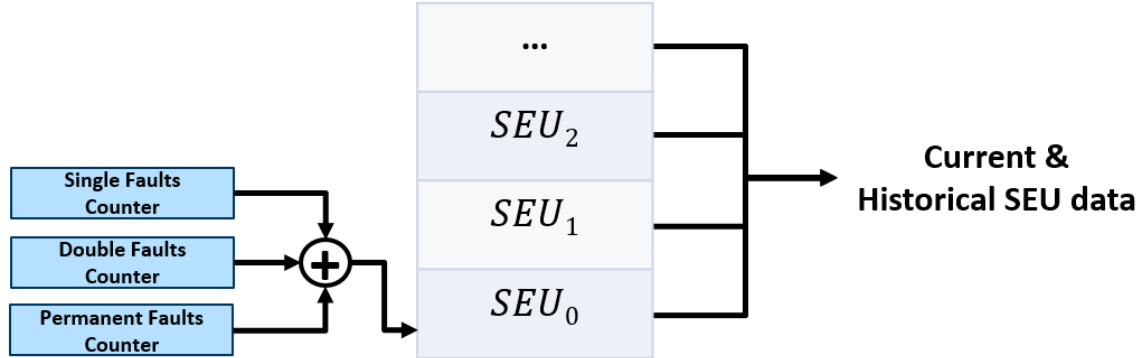 Single Faults
Counter
Double Faults
Counter
Permanent Faults
Counter
+
...
SEU₂
SEU₁
SEU₀
Current &
Historical SEU data